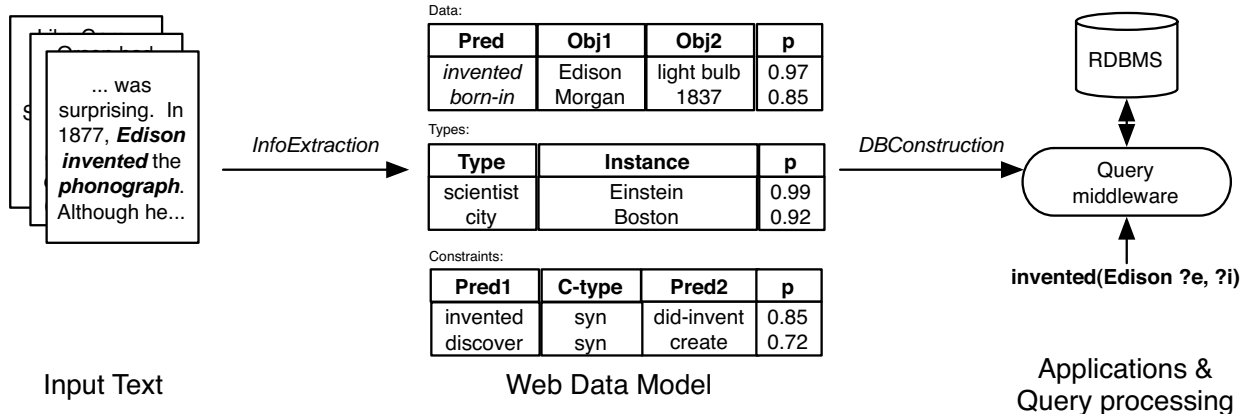 ... was
surprising. In
1877, Edison
invented the
phonograph.
Although he...
Input Text
InfoExtraction
Data:
Pred Obj1 Obj2 p
invented Edison light bulb 0.97
born-in Morgan 1837 0.85
Types:
Type Instance p
scientist Einstein 0.99
city Boston 0.92
Constraints:
Pred1 C-type Pred2 p
invented syn did-invent 0.85
discover syn create 0.72
Web Data Model
DBConstruction
RDBMS
Query
middleware
invented(Edison ?e, ?i)
Applications &
Query processing